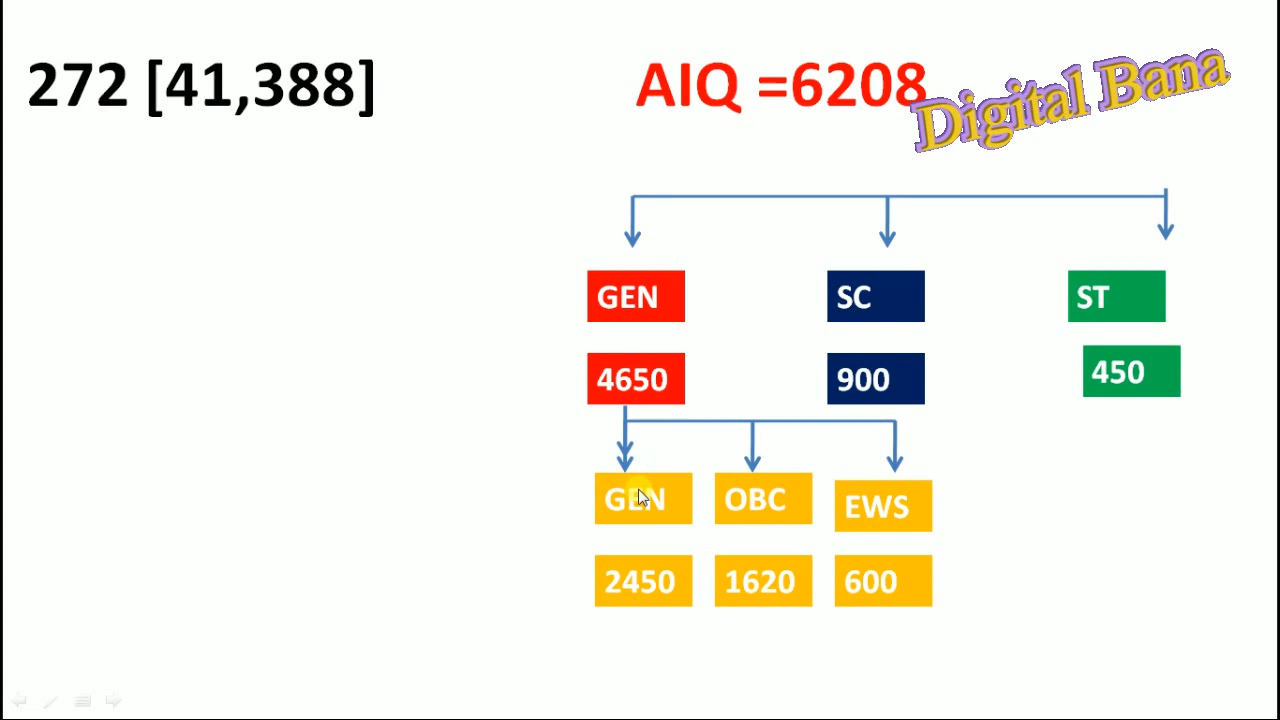 272 [41,388]
AIQ =6208
Digital Bana
GEN
SC
ST
4650
900
450
GEN
OBC
EWS
2450
1620
600